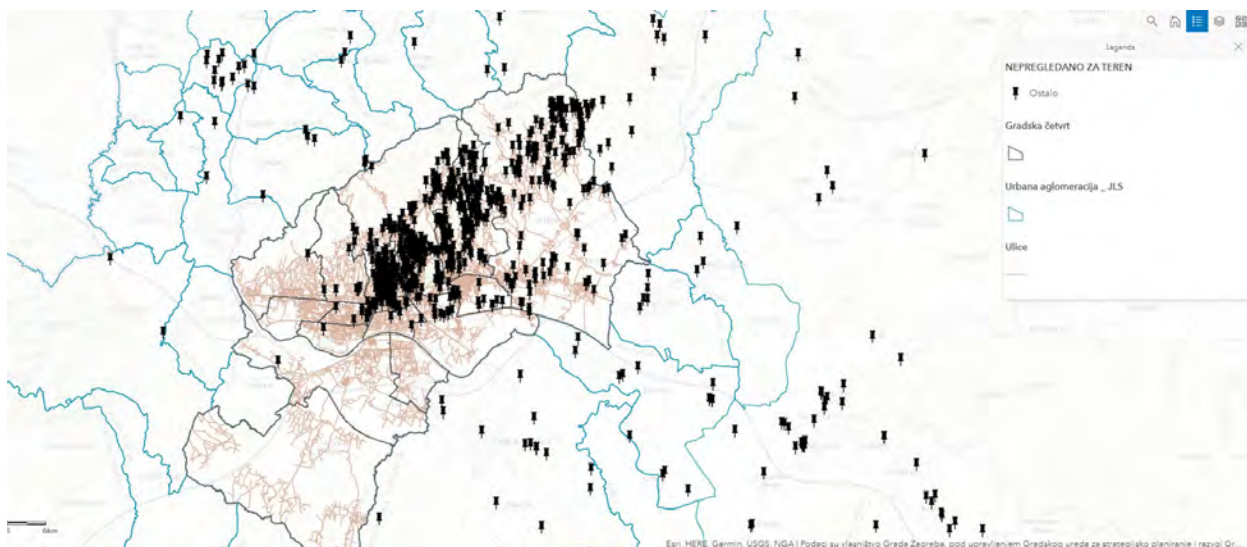 Legenda
NEPREGLEDANO ZA TEREN
Ostalo
Gradska četvrt
Urbana aglomeracija _ JLS
Ulice
6km
Esri, HERE, Garmin, USGS, NGA | Podaci su vlasništvo Grada Zagreba, pod upravljanjem Gradskog ureda za strategijsko planiranje i razvoj Gr...